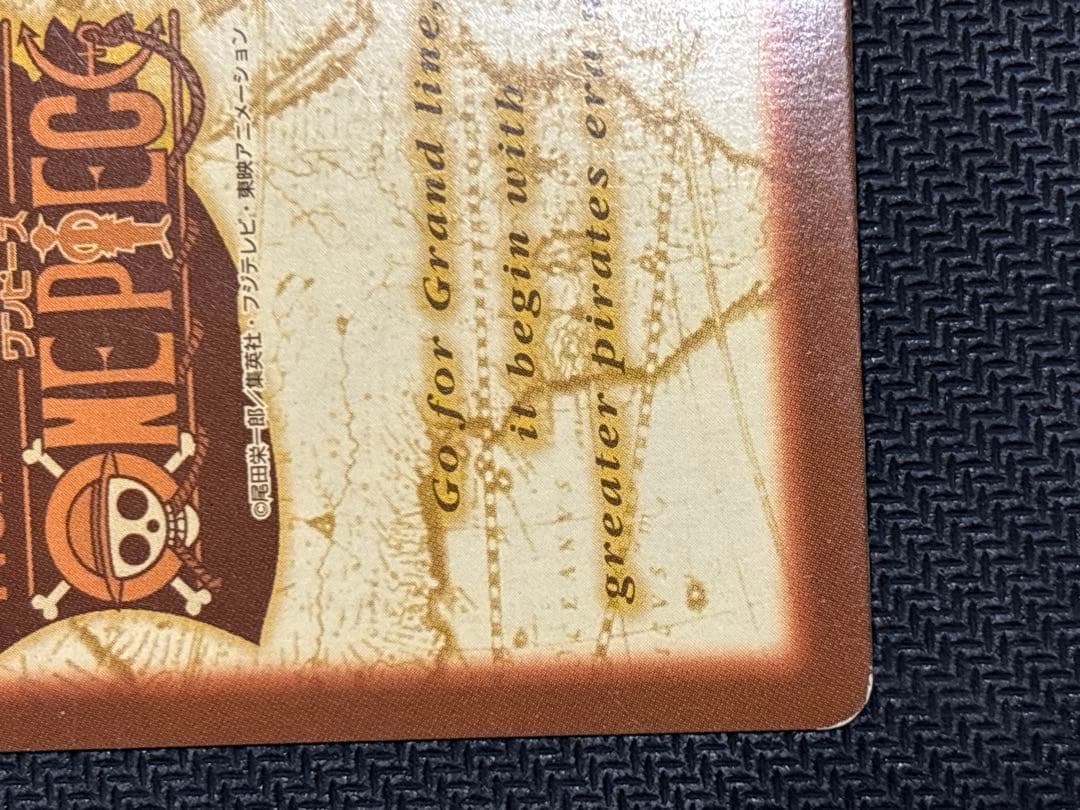 ワンピース
ONE PIECE
©尾田栄一郎/集英社・フジテレビ・東映アニメーション
Go for Grand line,
it begin with
greater pirates era